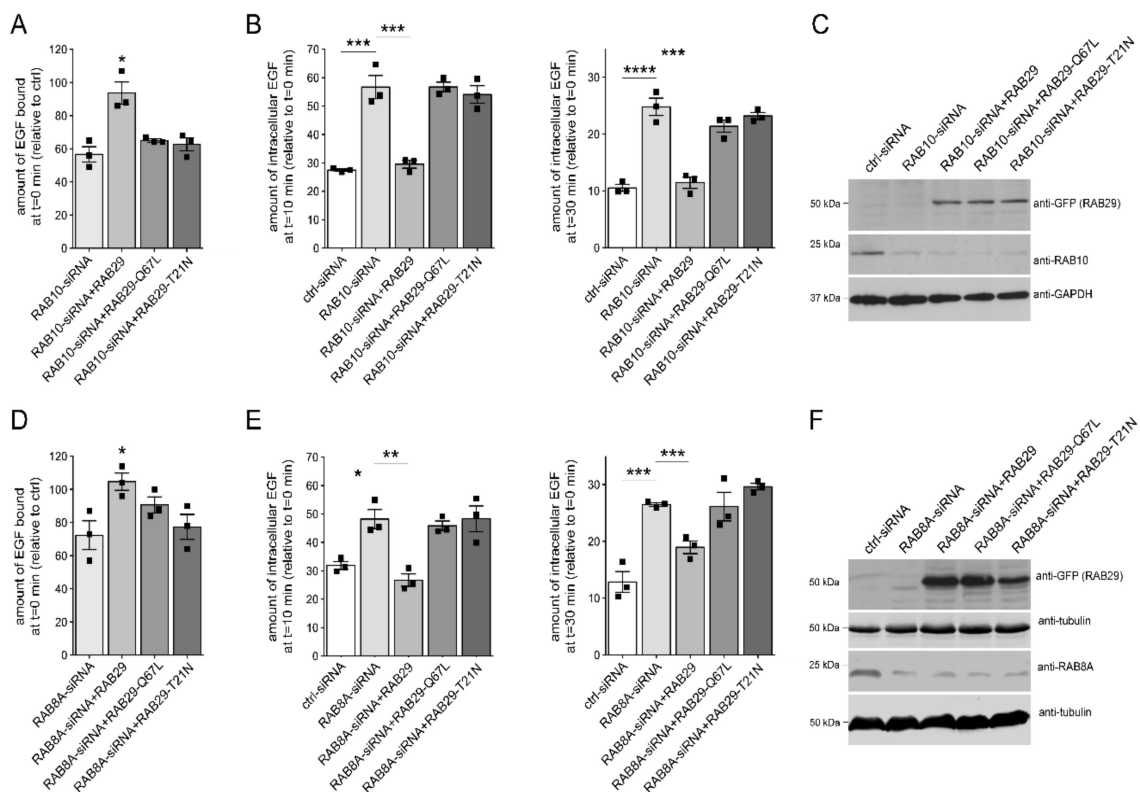 A
amount of EGF bound
at t=0 min (relative to ctrl)
120
100
80
60
40
20
0
*
RAB10-siRNA
RAB10-siRNA+RAB29
RAB10-siRNA+RAB29-Q67L
RAB10-siRNA+RAB29-T21N
B
amount of intracellular EGF
at t=10 min (relative to t=0 min)
70
60
50
40
30
20
10
0
*** ***
ctrl-siRNA
RAB10-siRNA
RAB10-siRNA+RAB29
RAB10-siRNA+RAB29-Q67L
RAB10-siRNA+RAB29-T21N
amount of intracellular EGF
at t=30 min (relative to t=0 min)
30
20
10
0
**** ***
ctrl-siRNA
RAB10-siRNA
RAB10-siRNA+RAB29
RAB10-siRNA+RAB29-Q67L
RAB10-siRNA+RAB29-T21N
C
ctrl-siRNA
RAB10-siRNA
RAB10-siRNA+RAB29
RAB10-siRNA+RAB29-Q67L
RAB10-siRNA+RAB29-T21N
50 kDa
anti-GFP (RAB29)
25 kDa
anti-RAB10
37 kDa
anti-GAPDH
D
amount of EGF bound
at t=0 min (relative to ctrl)
120
100
80
60
40
20
0
*
RAB8A-siRNA
RAB8A-siRNA+RAB29
RAB8A-siRNA+RAB29-Q67L
RAB8A-siRNA+RAB29-T21N
E
amount of intracellular EGF
at t=10 min (relative to t=0 min)
70
60
50
40
30
20
10
0
* **
ctrl-siRNA
RAB8A-siRNA
RAB8A-siRNA+RAB29
RAB8A-siRNA+RAB29-Q67L
RAB8A-siRNA+RAB29-T21N
amount of intracellular EGF
at t=30 min (relative to t=0 min)
30
20
10
0
*** ***
ctrl-siRNA
RAB8A-siRNA
RAB8A-siRNA+RAB29
RAB8A-siRNA+RAB29-Q67L
RAB8A-siRNA+RAB29-T21N
F
ctrl-siRNA
RAB8A-siRNA
RAB8A-siRNA+RAB29
RAB8A-siRNA+RAB29-Q67L
RAB8A-siRNA+RAB29-T21N
50 kDa
anti-GFP (RAB29)
50 kDa
anti-tubulin
25 kDa
anti-RAB8A
50 kDa
anti-tubulin